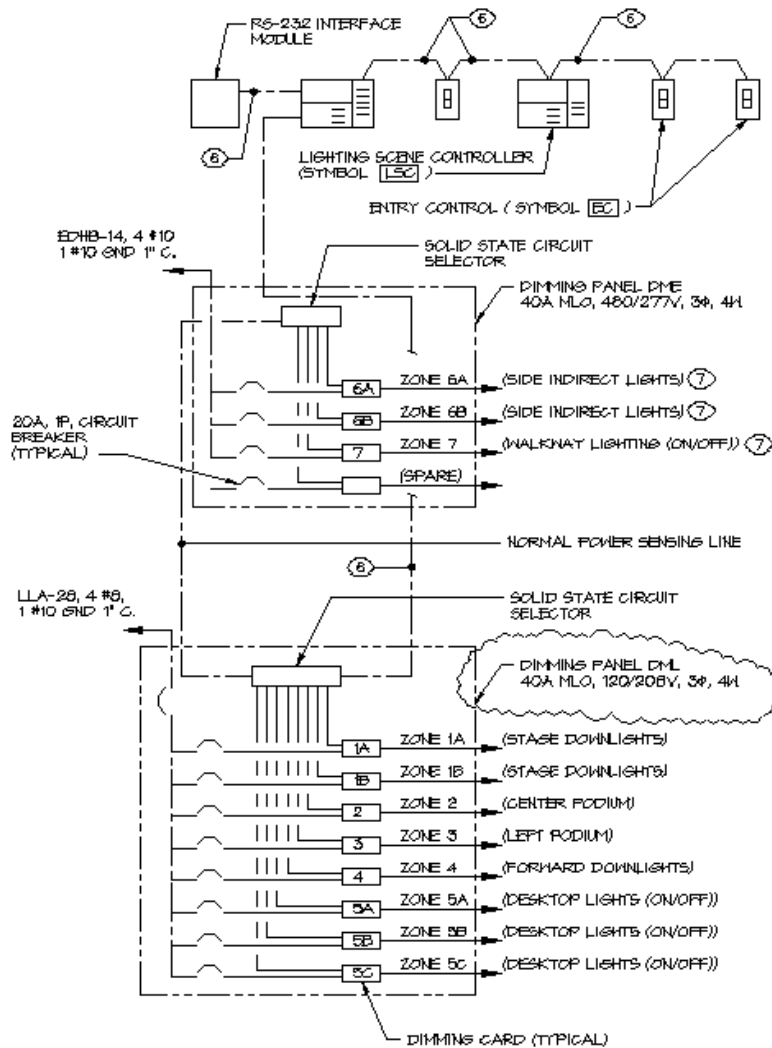 RS-232 INTERFACE
MODULE
6
6
6
LIGHTING SCENE CONTROLLER
(SYMBOL LSC )
ENTRY CONTROL ( SYMBOL EC )
EDHB-14, 4 #10
1 #10 GND 1" C.
SOLID STATE CIRCUIT
SELECTOR
DIMMING PANEL DME
40A MLO, 480/277V, 3Φ, 4W
6A ZONE 6A (SIDE INDIRECT LIGHTS) 7
6B ZONE 6B (SIDE INDIRECT LIGHTS) 7
20A, 1P, CIRCUIT
BREAKER
(TYPICAL)
7 ZONE 7 (WALKWAY LIGHTING (ON/OFF)) 7
(SPARE)
NORMAL POWER SENSING LINE
6
LLA-28, 4 #8,
1 #10 GND 1" C.
SOLID STATE CIRCUIT
SELECTOR
DIMMING PANEL DML
40A MLO, 120/208V, 3Φ, 4W
1A ZONE 1A (STAGE DOWNLIGHTS)
1B ZONE 1B (STAGE DOWNLIGHTS)
2 ZONE 2 (CENTER PODIUM)
3 ZONE 3 (LEFT PODIUM)
4 ZONE 4 (FORWARD DOWNLIGHTS)
5A ZONE 5A (DESKTOP LIGHTS (ON/OFF))
5B ZONE 5B (DESKTOP LIGHTS (ON/OFF))
5C ZONE 5C (DESKTOP LIGHTS (ON/OFF))
DIMMING CARD (TYPICAL)